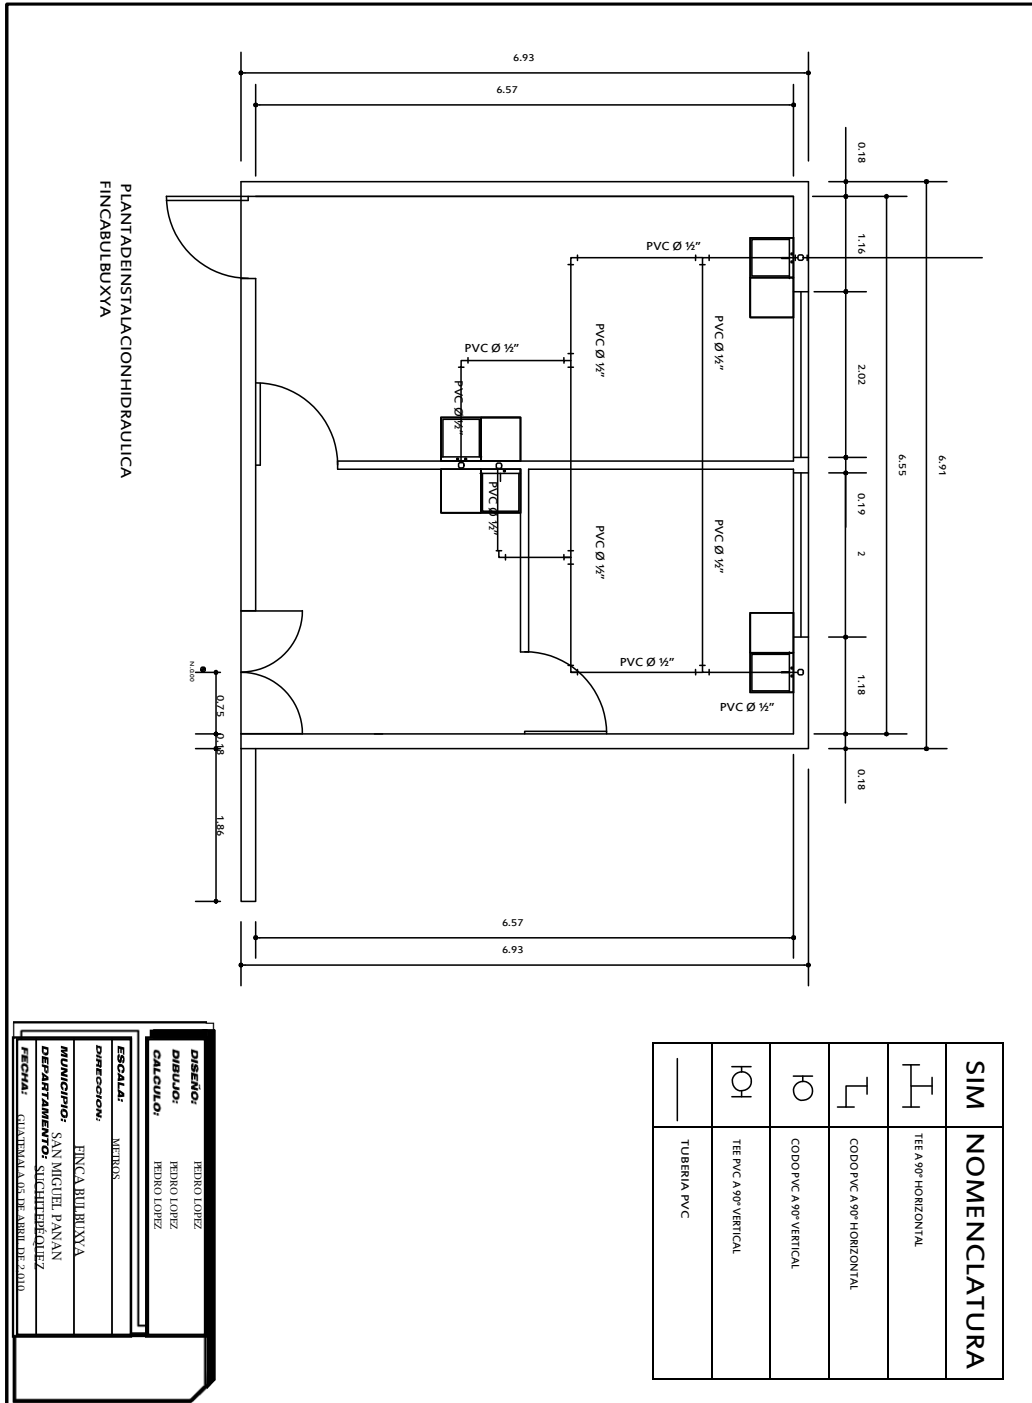 6.93
6.57
0.18
1.16
2.02
0.19
2
1.18
0.18
6.55
6.91
PLANTADEINSTALACIONHIDRAULICA
FINCABULBUXYA
PVC Ø ½"
PVC Ø ½"
PVC Ø ½"
PVC Ø ½"
PVC Ø ½"
PVC Ø ½"
PVC Ø ½"
PVC Ø ½"
PVC Ø ½"
PVC Ø ½"
0.75
0.18
1.86
6.57
6.93
SIM NOMENCLATURA
TEE A 90° HORIZONTAL
CODO PVC A 90° HORIZONTAL
CODO PVC A 90° VERTICAL
TEE PVC A 90° VERTICAL
TUBERIA PVC
DISEÑO: PEDRO LOPEZ
DIBUJO: PEDRO LOPEZ
CALCULO: PEDRO LOPEZ
ESCALA: METROS
DIRECCION: FINCA BULBUXYA
MUNICIPIO: SAN MIGUEL PANAN
DEPARTAMENTO: SUCHITEPÉQUEZ
FECHA: GUATEMALA 05 DE ABRIL DE 2,010